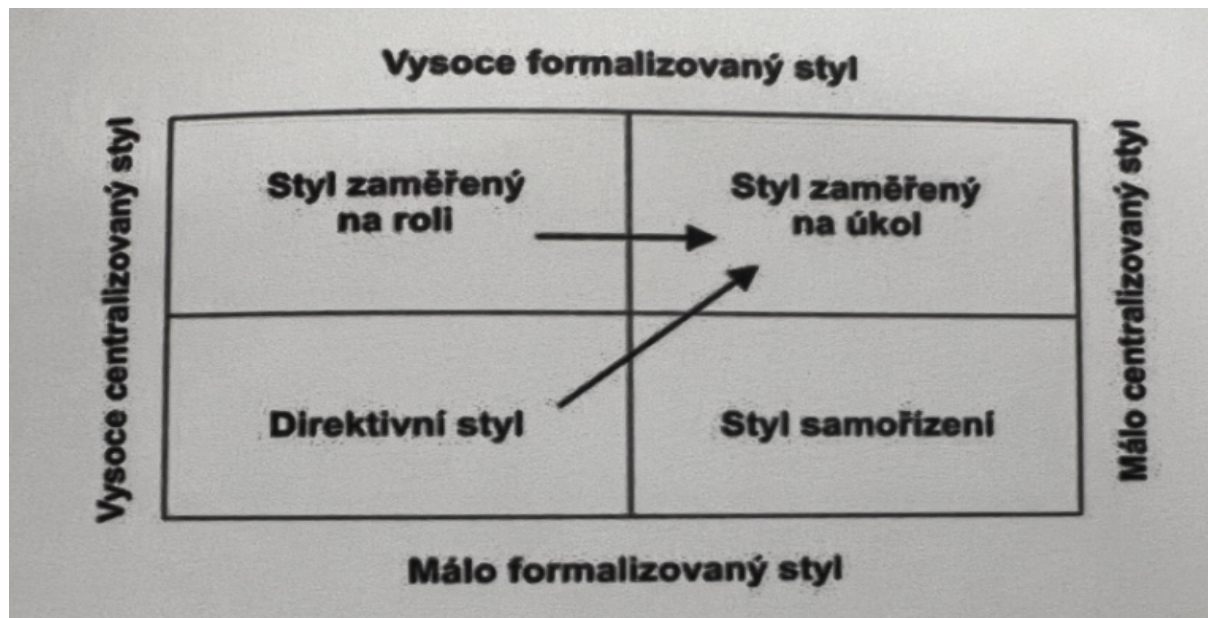 Vysoce formalizovaný styl
Vysoce centralizovaný styl
Styl zaměřený
na roli
Styl zaměřený
na úkol
Málo centralizovaný styl
Direktivní styl
Styl samořízení
Málo formalizovaný styl